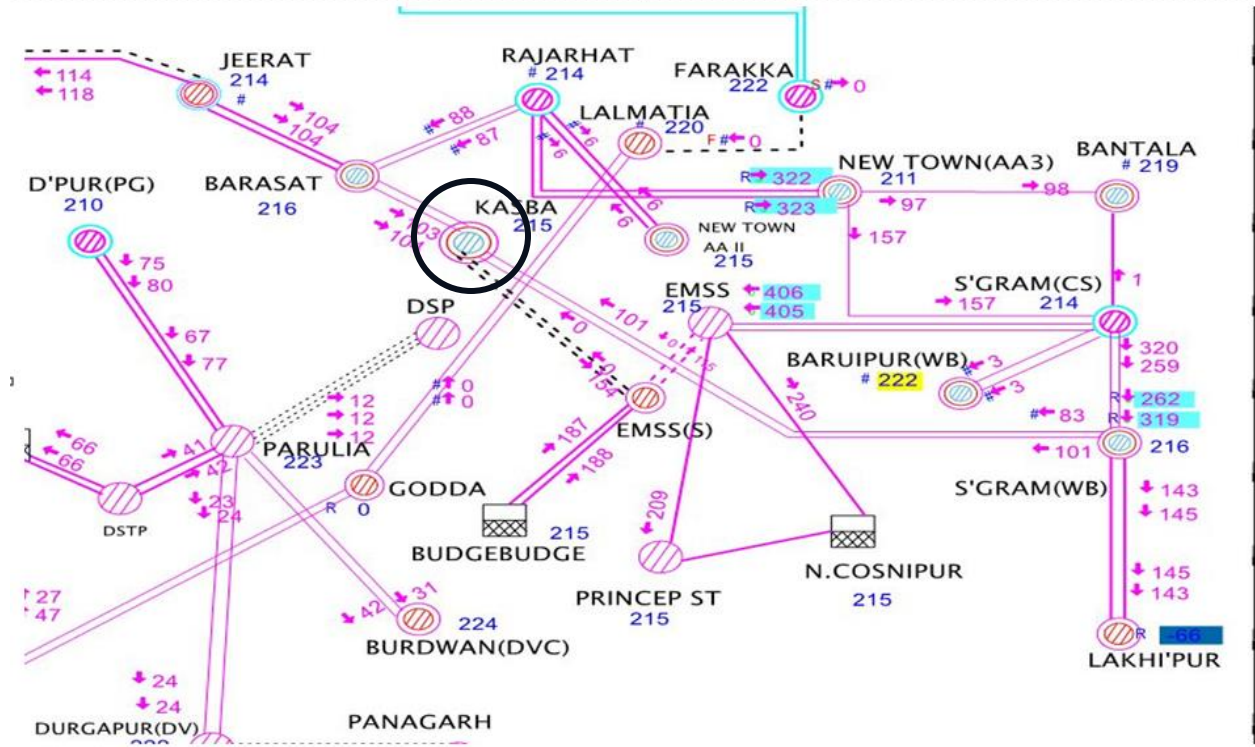 JEERAT
214
#
← 114
← 118
→ 104
→ 104
RAJARHAT
# 214
FARAKKA
222
S#→ 0
LALMATIA
#
220
F#← 0
#← 88
#← 87
#→ 6
#→ 6
D'PUR(PG)
210
BARASAT
216
KASBA
215
→ 103
R→ 322
R→ 323
NEW TOWN(AA3)
211
BANTALA
# 219
→ 98
→ 97
↓ 157
← 6
← 6
NEW TOWN
AA II
215
↓ 75
↓ 80
↓ 67
↓ 77
DSP
EMSS
215
← 406
← 405
S'GRAM(CS)
214
→ 157
↑ 1
← 101
← 0
BARUIPUR(WB)
# 222
#← 3
#← 3
↓ 320
↓ 259
R↓ 262
R↓ 319
#← 83
← 101
216
S'GRAM(WB)
#↑ 0
#↑ 0
← 0
→ 154
→ 240
EMSS(S)
→ 12
→ 12
→ 12
PARULIA
223
← 66
← 66
→ 41
→ 42
↓ 23
↓ 24
DSTP
GODDA
R 0
→ 187
→ 188
BUDGEBUDGE
215
↓ 209
PRINCEP ST
215
N.COSNIPUR
215
↓ 143
↓ 145
↓ 145
↓ 143
R -66
LAKHI'PUR
↑ 27
↑ 47
→ 42
→ 31
224
BURDWAN(DVC)
↓ 24
↓ 24
DURGAPUR(DV)
PANAGARH